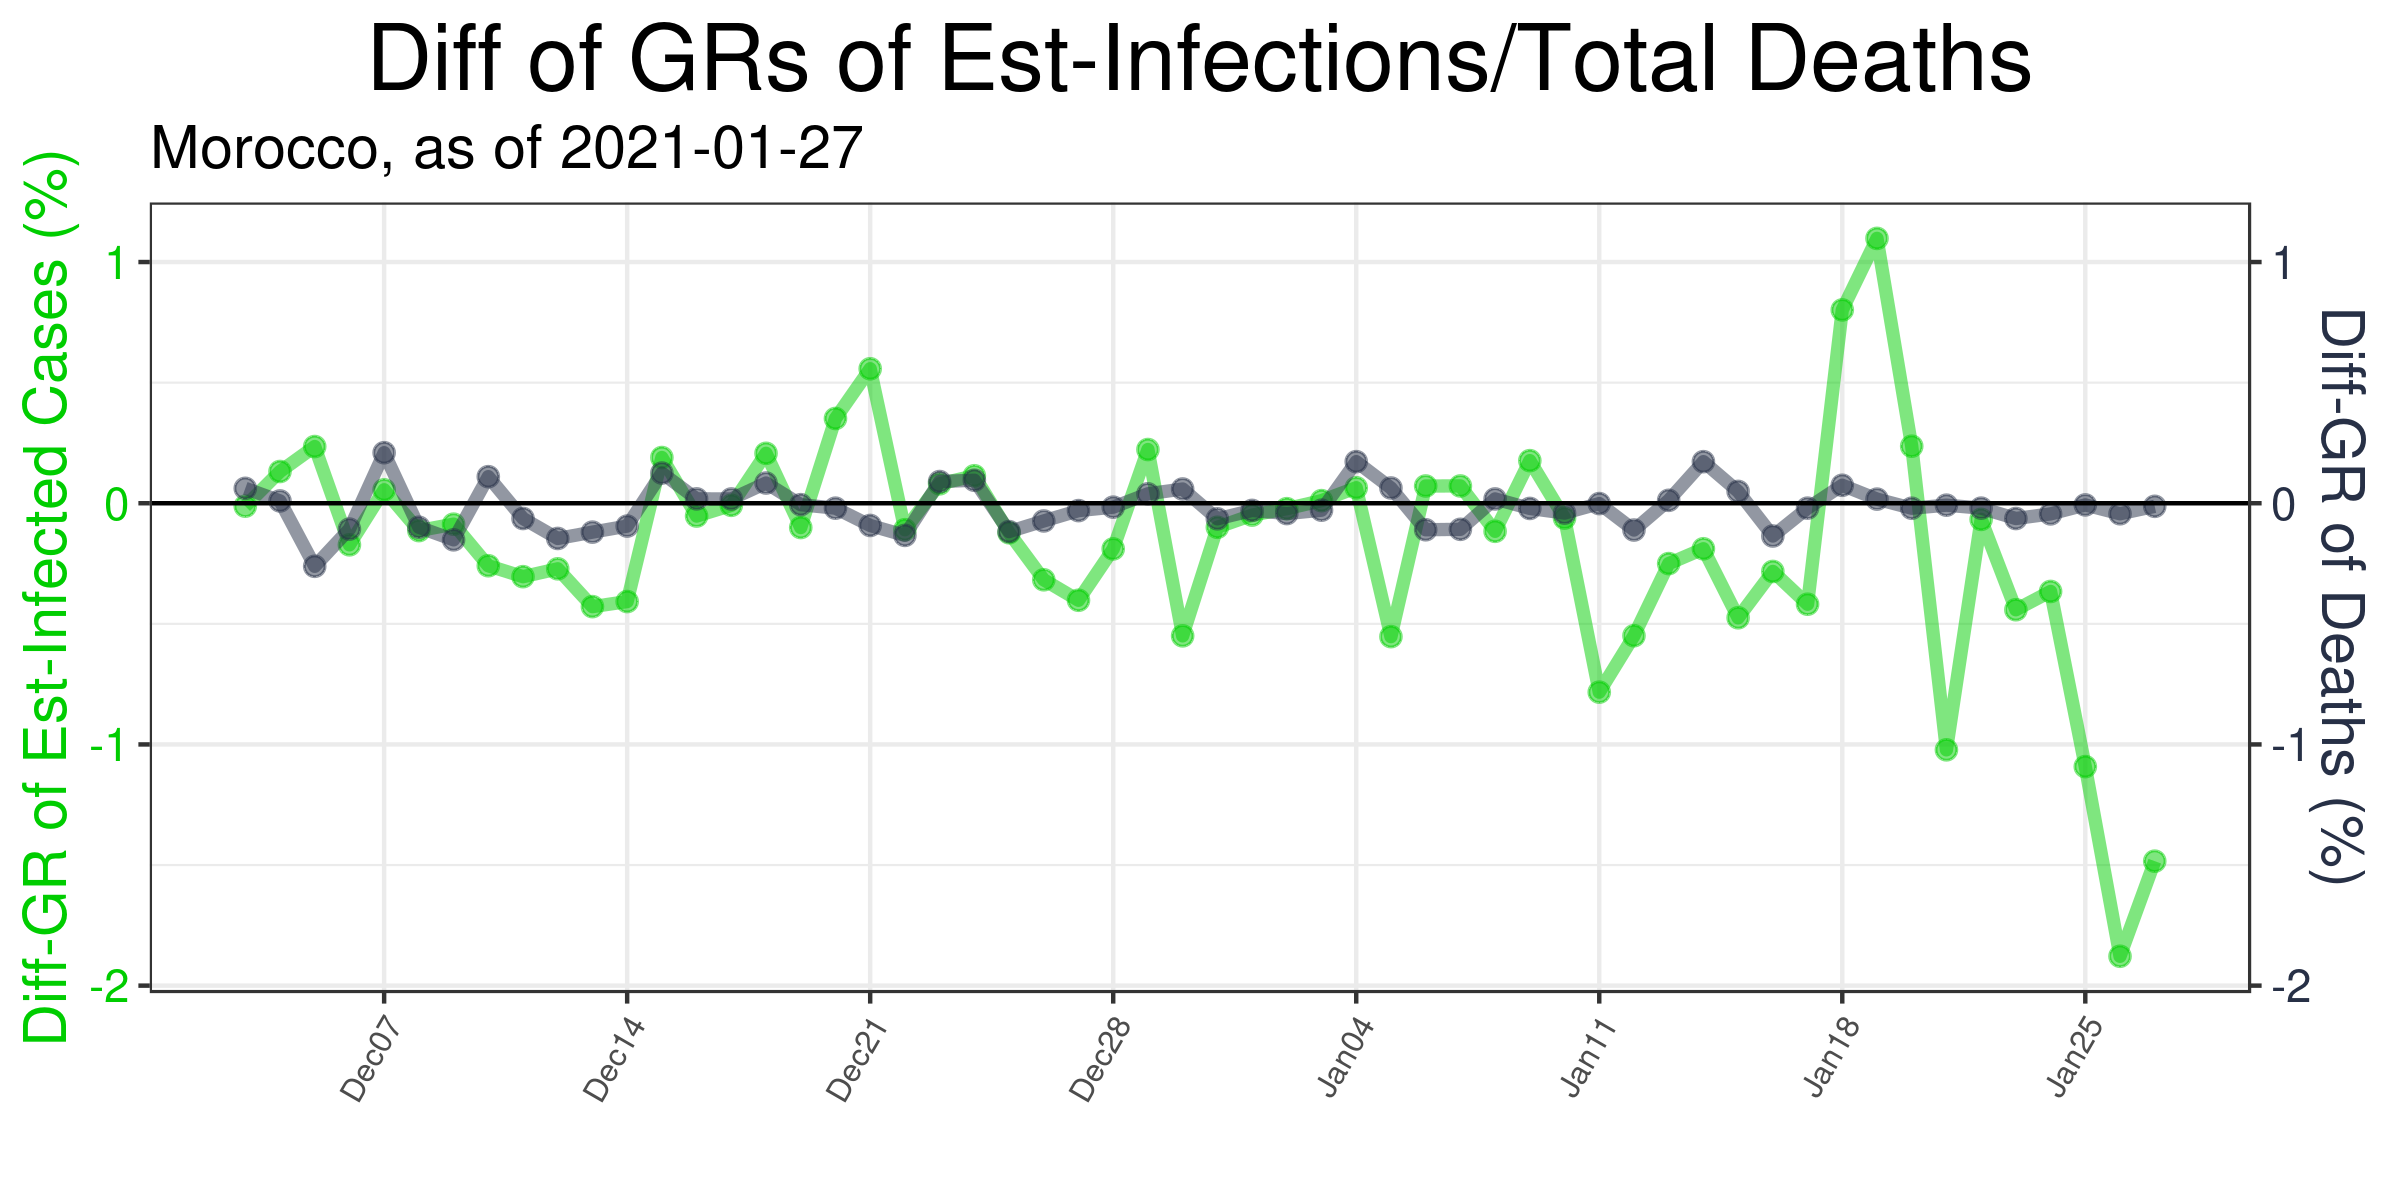 Diff of GRs of Est-Infections/Total Deaths
Morocco, as of 2021-01-27
Diff-GR of Est-Infected Cases (%)
1
0
-1
-2
1
0
-1
-2
Diff-GR of Deaths (%)
Dec07
Dec14
Dec21
Dec28
Jan04
Jan11
Jan18
Jan25